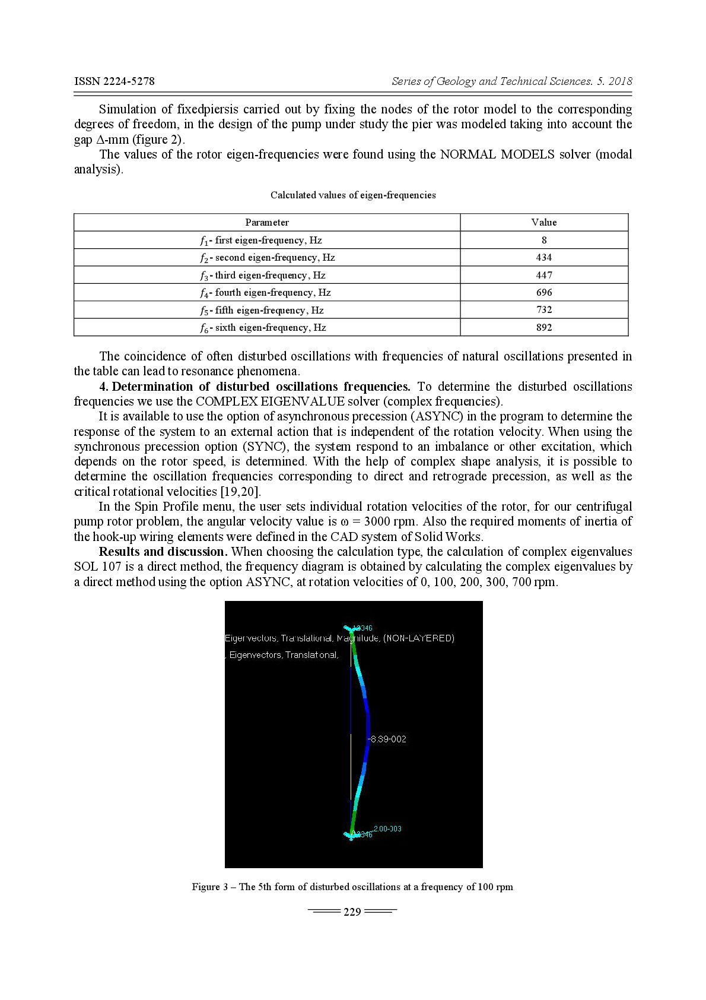 ISSN 2224-5278 Series of Geology and Technical Sciences. 5. 2018
Simulation of fixedpiersis carried out by fixing the nodes of the rotor model to the corresponding
degrees of freedom, in the design of the pump under study the pier was modeled taking into account the
gap Δ-mm (figure 2).
The values of the rotor eigen-frequencies were found using the NORMAL MODELS solver (modal
analysis).
Calculated values of eigen-frequencies
Parameter Value
f₁- first eigen-frequency, Hz 8
f₂- second eigen-frequency, Hz 434
f₃- third eigen-frequency, Hz 447
f₄- fourth eigen-frequency, Hz 696
f₅- fifth eigen-frequency, Hz 732
f₆- sixth eigen-frequency, Hz 892
The coincidence of often disturbed oscillations with frequencies of natural oscillations presented in
the table can lead to resonance phenomena.
4. Determination of disturbed oscillations frequencies. To determine the disturbed oscillations
frequencies we use the COMPLEX EIGENVALUE solver (complex frequencies).
It is available to use the option of asynchronous precession (ASYNC) in the program to determine the
response of the system to an external action that is independent of the rotation velocity. When using the
synchronous precession option (SYNC), the system respond to an imbalance or other excitation, which
depends on the rotor speed, is determined. With the help of complex shape analysis, it is possible to
determine the oscillation frequencies corresponding to direct and retrograde precession, as well as the
critical rotational velocities [19,20].
In the Spin Profile menu, the user sets individual rotation velocities of the rotor, for our centrifugal
pump rotor problem, the angular velocity value is ω = 3000 rpm. Also the required moments of inertia of
the hook-up wiring elements were defined in the CAD system of Solid Works.
Results and discussion. When choosing the calculation type, the calculation of complex eigenvalues
SOL 107 is a direct method, the frequency diagram is obtained by calculating the complex eigenvalues by
a direct method using the option ASYNC, at rotation velocities of 0, 100, 200, 300, 700 rpm.
Eigenvectors, Translational, Magnitude, (NON-LAYERED)
, Eigenvectors, Translational,
Figure 3 – The 5th form of disturbed oscillations at a frequency of 100 rpm
229